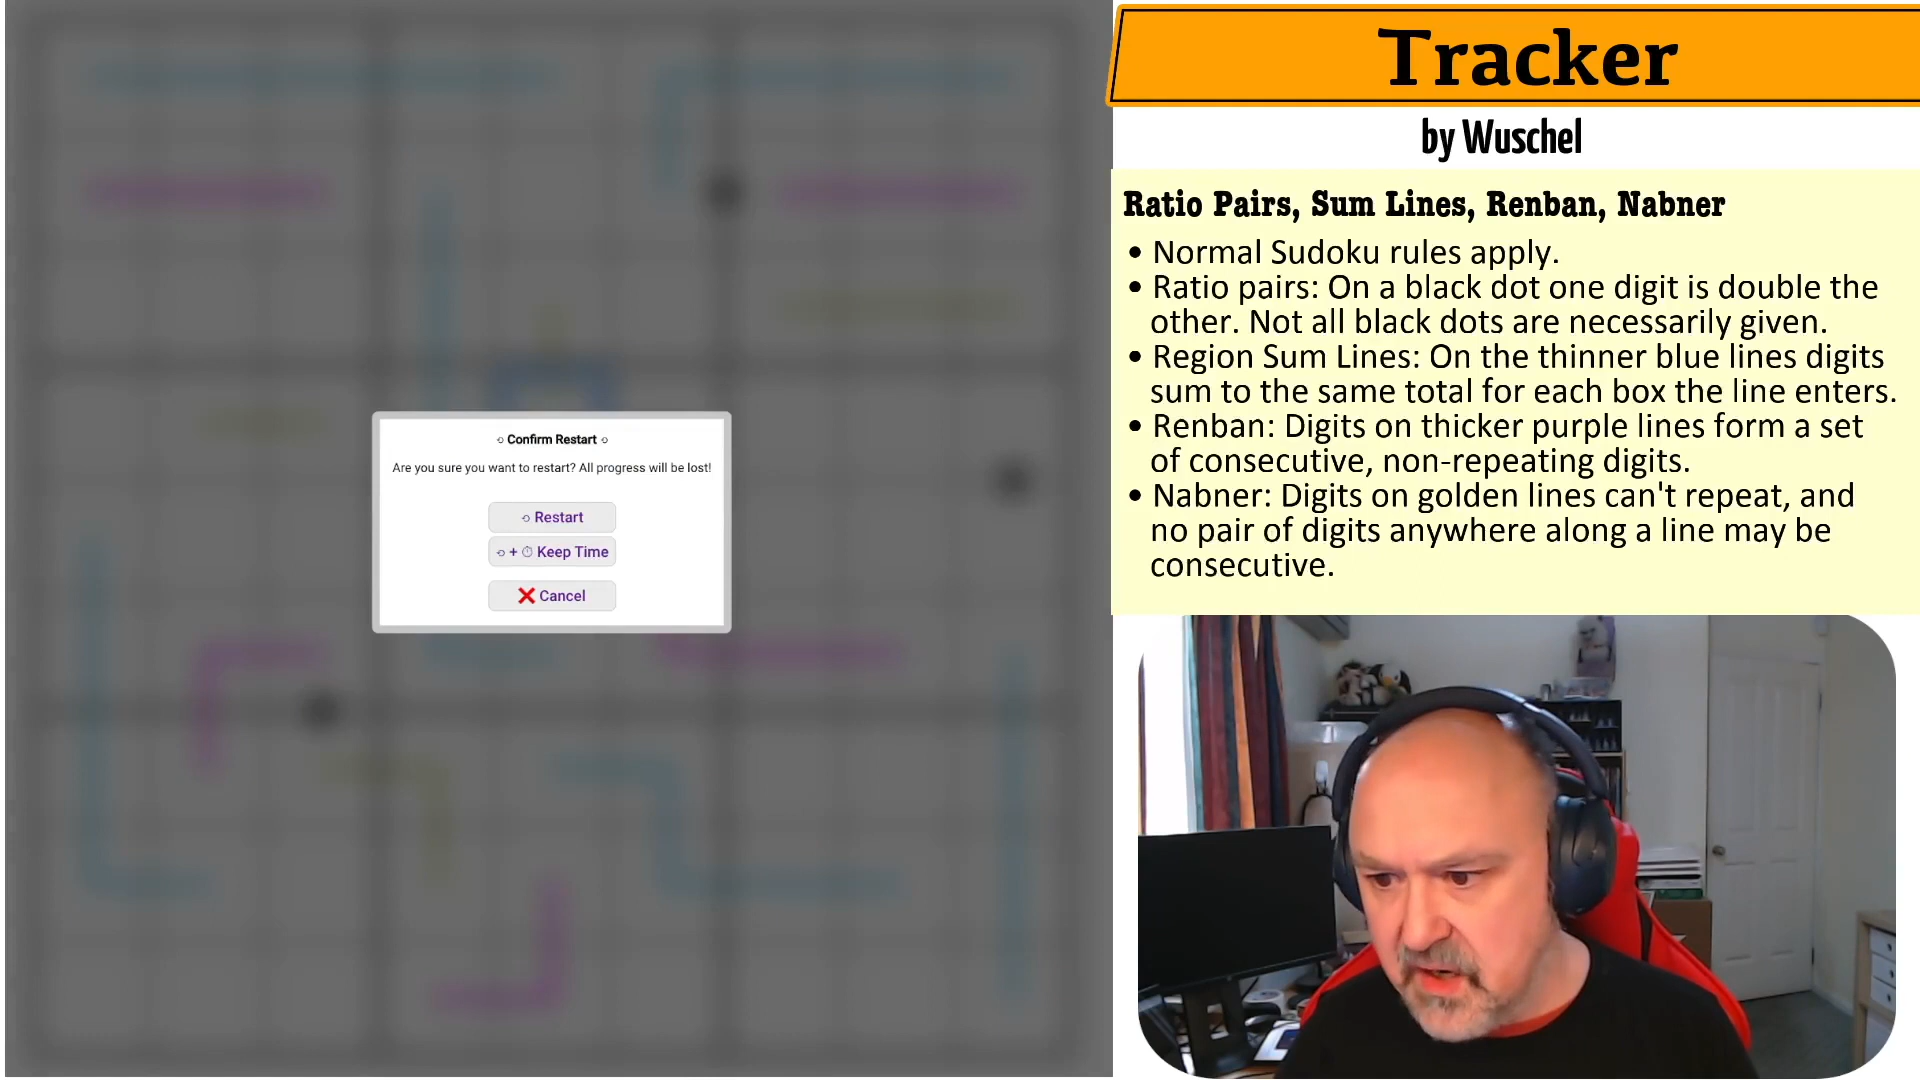 Tracker
by Wuschel
Ratio Pairs, Sum Lines, Renban, Nabner
• Normal Sudoku rules apply.
• Ratio pairs: On a black dot one digit is double the
other. Not all black dots are necessarily given.
• Region Sum Lines: On the thinner blue lines digits
sum to the same total for each box the line enters.
• Renban: Digits on thicker purple lines form a set
of consecutive, non-repeating digits.
• Nabner: Digits on golden lines can't repeat, and
no pair of digits anywhere along a line may be
consecutive.
Confirm Restart
Are you sure you want to restart? All progress will be lost!
Restart
+ ⏱ Keep Time
❌ Cancel